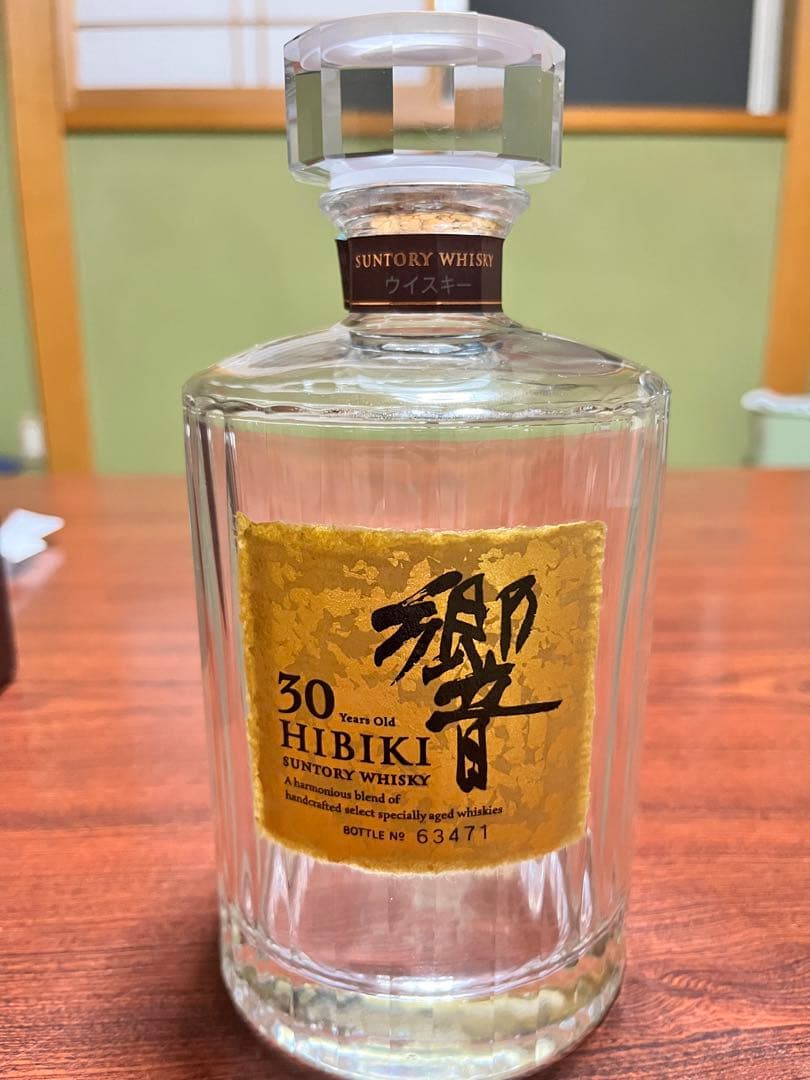 SUNTORY WHISKY
ウイスキー
響
30 Years Old
HIBIKI
SUNTORY WHISKY
A harmonious blend of
handcrafted select specially aged whiskies
BOTTLE Nº 63471